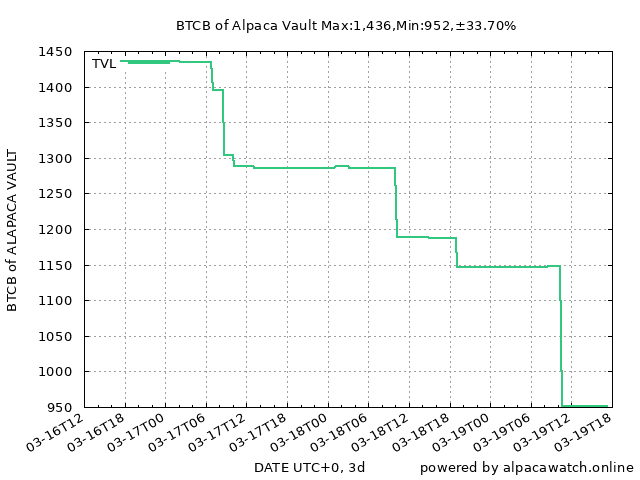 BTCB of Alpaca Vault Max:1,436,Min:952,±33.70%
TVL
BTCB of ALAPACA VAULT
1450
1400
1350
1300
1250
1200
1150
1100
1050
1000
950
03-16T12
03-16T18
03-17T00
03-17T06
03-17T12
03-17T18
03-18T00
03-18T06
03-18T12
03-18T18
03-19T00
03-19T06
03-19T12
03-19T18
DATE UTC+0, 3d
powered by alpacawatch.online